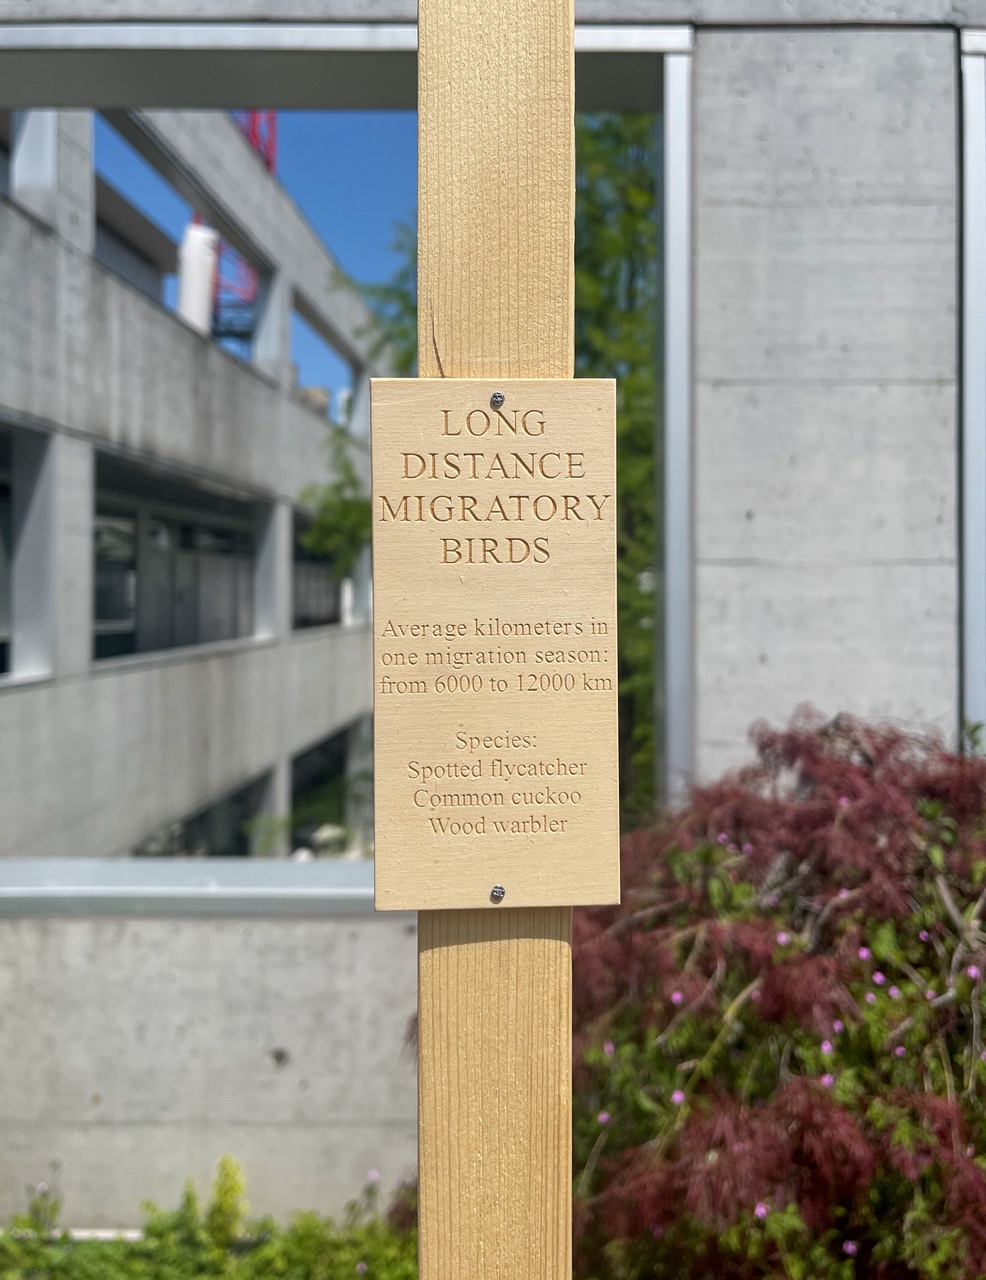 LONG
DISTANCE
MIGRATORY
BIRDS
Average kilometers in
one migration season:
from 6000 to 12000 km
Species:
Spotted flycatcher
Common cuckoo
Wood warbler